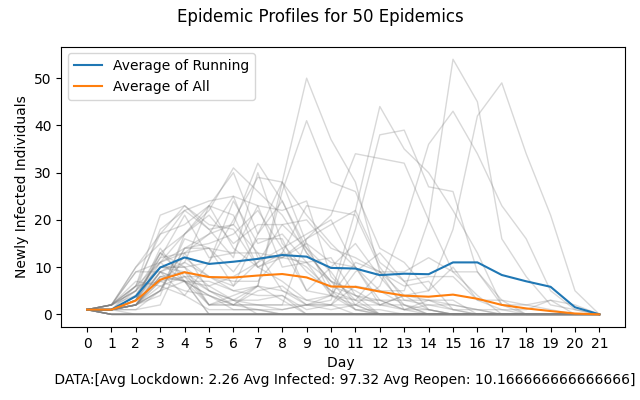 Epidemic Profiles for 50 Epidemics
Average of Running
Average of All
Newly Infected Individuals
50
40
30
20
10
0
0 1 2 3 4 5 6 7 8 9 10 11 12 13 14 15 16 17 18 19 20 21
Day
DATA:[Avg Lockdown: 2.26 Avg Infected: 97.32 Avg Reopen: 10.166666666666666]